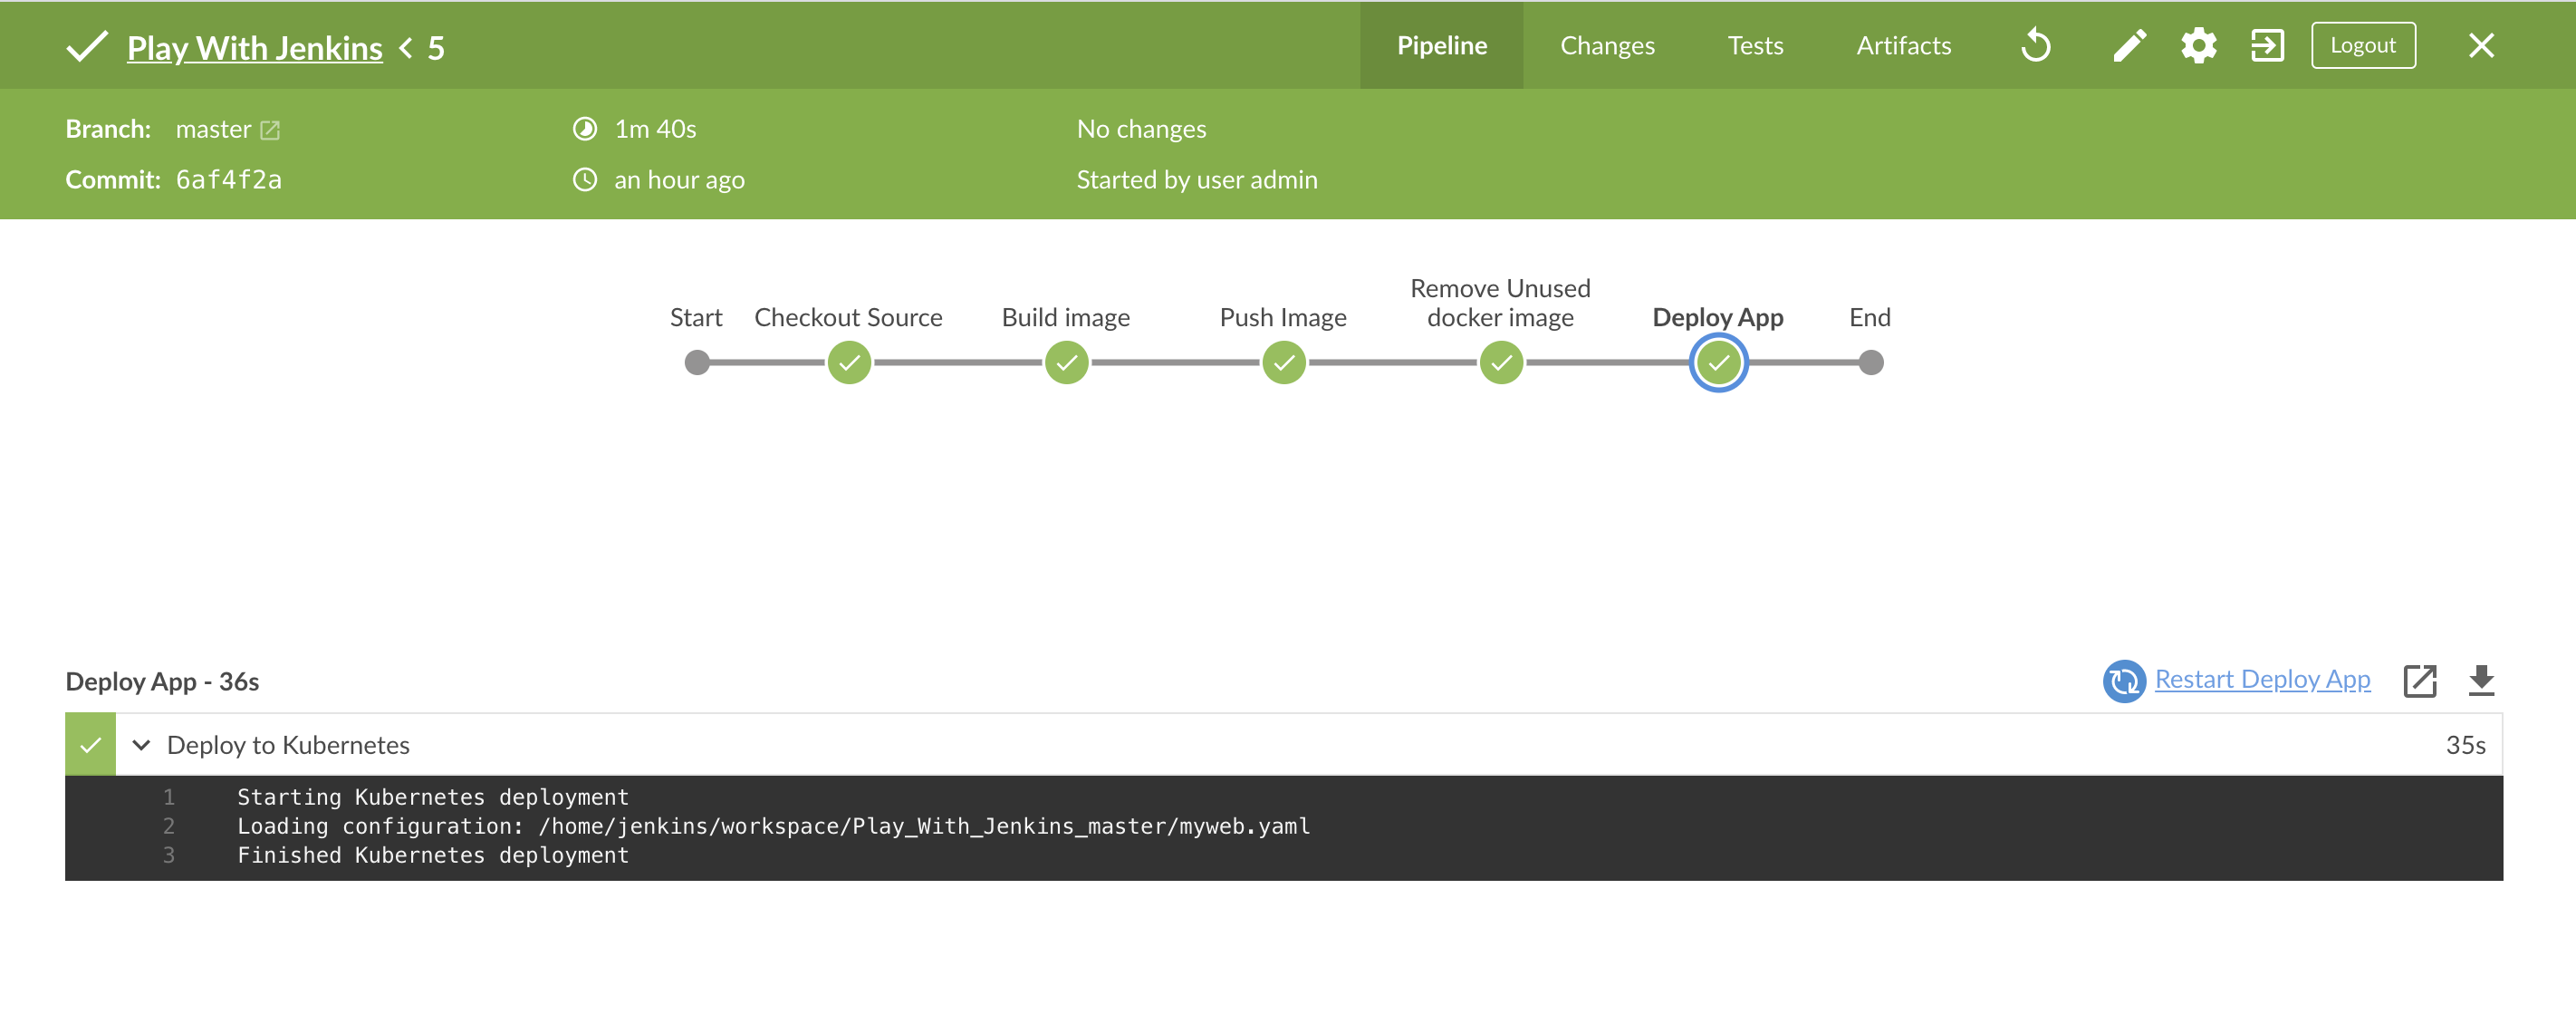 Play With Jenkins < 5
Pipeline
Changes
Tests
Artifacts
Logout
Branch: master
1m 40s
No changes
Commit: 6af4f2a
an hour ago
Started by user admin
Start
Checkout Source
Build image
Push Image
Remove Unused
docker image
Deploy App
End
Deploy App - 36s
Restart Deploy App
Deploy to Kubernetes
35s
1 Starting Kubernetes deployment
2 Loading configuration: /home/jenkins/workspace/Play_With_Jenkins_master/myweb.yaml
3 Finished Kubernetes deployment